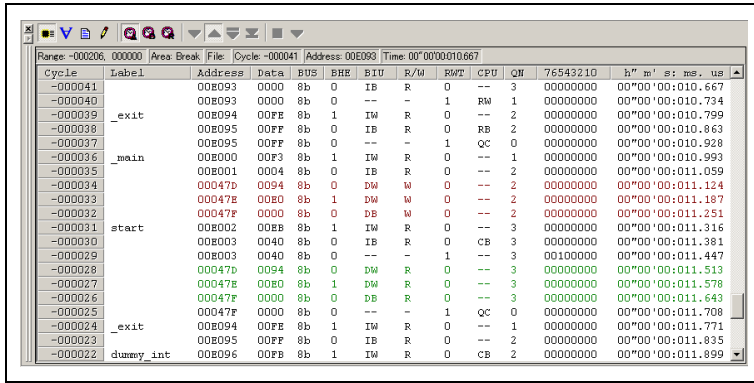 Range: -000206, 000000 Area: Break File: Cycle: -000041 Address: 00E093 Time: 00"00'00:010.667
Cycle Label Address Data BUS BHE BIU R/W RWT CPU QN 76543210 h" m' s: ms. us
-000041 00E093 0000 8b 0 IB R 0 -- 3 00000000 00"00'00:010.667
-000040 00E093 0000 8b 0 -- - 1 RW 1 00000000 00"00'00:010.734
-000039 _exit 00E094 00FE 8b 1 IW R 0 -- 2 00000000 00"00'00:010.799
-000038 00E095 00FF 8b 0 IB R 0 RB 2 00000000 00"00'00:010.863
-000037 00E095 00FF 8b 0 -- - 1 QC 0 00000000 00"00'00:010.928
-000036 _main 00E000 00F3 8b 1 IW R 0 -- 1 00000000 00"00'00:010.993
-000035 00E001 0004 8b 0 IB R 0 -- 2 00000000 00"00'00:011.059
-000034 00047D 0094 8b 0 DW W 0 -- 2 00000000 00"00'00:011.124
-000033 00047E 00E0 8b 1 DW W 0 -- 2 00000000 00"00'00:011.187
-000032 00047F 0000 8b 0 DB W 0 -- 2 00000000 00"00'00:011.251
-000031 start 00E002 00EB 8b 1 IW R 0 -- 3 00000000 00"00'00:011.316
-000030 00E003 0040 8b 0 IB R 0 CB 3 00000000 00"00'00:011.381
-000029 00E003 0040 8b 0 -- - 1 -- 3 00100000 00"00'00:011.447
-000028 00047D 0094 8b 0 DW R 0 -- 3 00000000 00"00'00:011.513
-000027 00047E 00E0 8b 1 DW R 0 -- 3 00000000 00"00'00:011.578
-000026 00047F 0000 8b 0 DB R 0 -- 3 00000000 00"00'00:011.643
-000025 00047F 0000 8b 0 -- - 1 QC 0 00000000 00"00'00:011.708
-000024 _exit 00E094 00FE 8b 1 IW R 0 -- 1 00000000 00"00'00:011.771
-000023 00E095 00FF 8b 0 IB R 0 -- 2 00000000 00"00'00:011.835
-000022 dummy_int 00E096 00FB 8b 1 IW R 0 CB 2 00000000 00"00'00:011.899